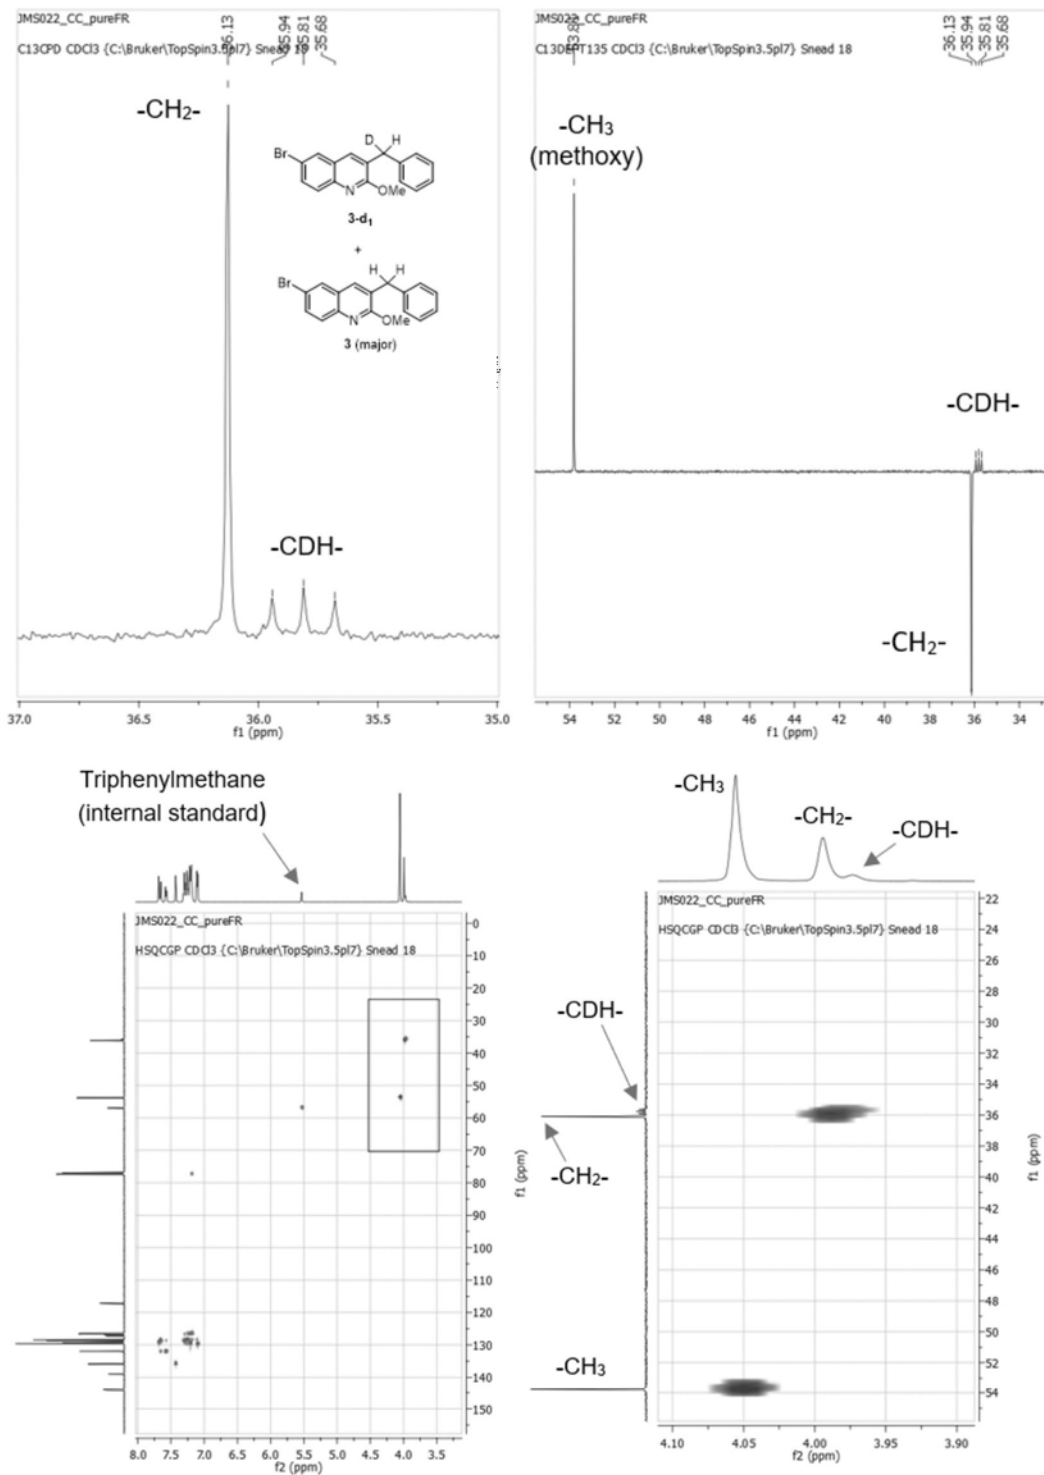 JMS022_CC_pureFR
C13CPD CDCl3 {C:\Bruker\TopSpin3.5pl7} Snead 18
36.13
35.94
35.81
35.68
-CH2-
D H
Br
N OMe
3-d1
+
H H
Br
N OMe
3 (major)
-CDH-
37.0 36.5 36.0 35.5 35.0
f1 (ppm)
JMS022_CC_pureFR
C13DEPT135 CDCl3 {C:\Bruker\TopSpin3.5pl7} Snead 18
36.13
35.94
35.81
35.68
-CH3
(methoxy)
-CDH-
-CH2-
54 52 50 48 46 44 42 40 38 36 34
f1 (ppm)
Triphenylmethane
(internal standard)
JMS022_CC_pureFR
HSQCGP CDCl3 {C:\Bruker\TopSpin3.5pl7} Snead 18
0
10
20
30
40
50
60
70
80
90
100
110
120
130
140
150
f1 (ppm)
8.0 7.5 7.0 6.5 6.0 5.5 5.0 4.5 4.0 3.5
f2 (ppm)
-CH3
-CH2-
-CDH-
JMS022_CC_pureFR
HSQCGP CDCl3 {C:\Bruker\TopSpin3.5pl7} Snead 18
-CDH-
-CH2-
-CH3
22
24
26
28
30
32
34
36
38
40
42
44
46
48
50
52
54
f1 (ppm)
4.10 4.05 4.00 3.95 3.90
f2 (ppm)